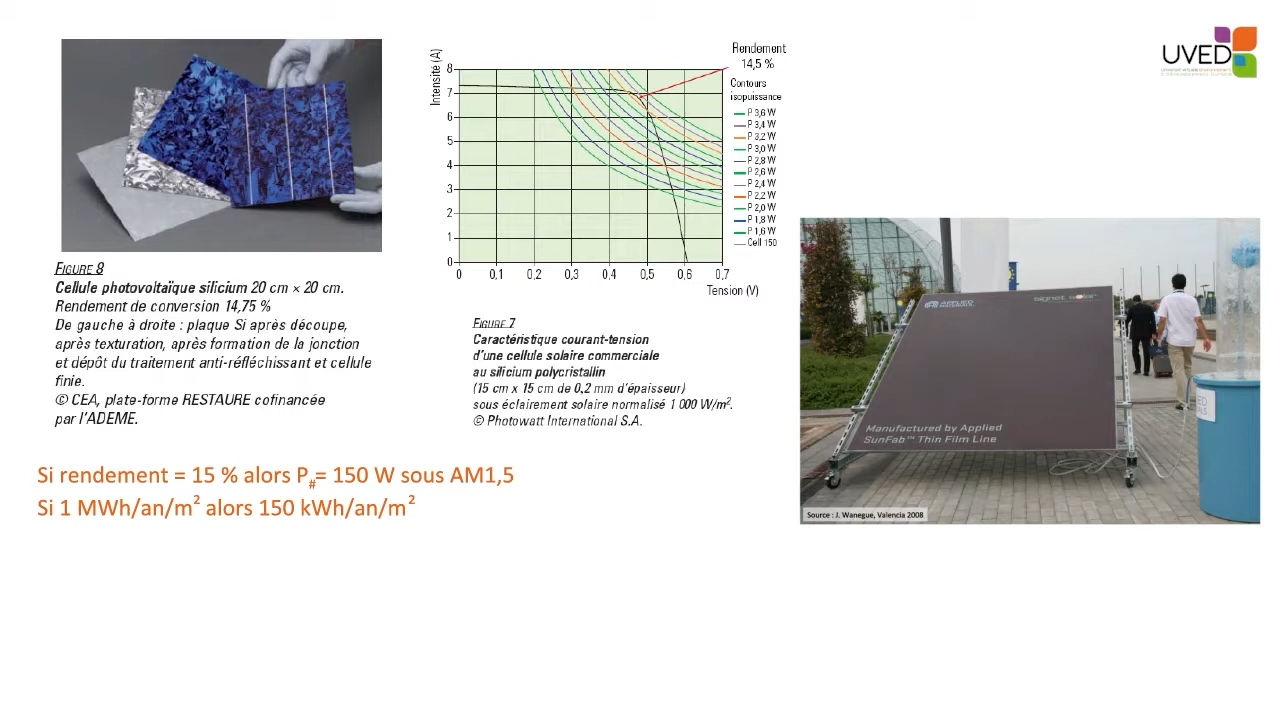 UVED
FIGURE 8
Cellule photovoltaïque silicium 20 cm × 20 cm.
Rendement de conversion 14,75 %
De gauche à droite : plaque Si après découpe,
après texturation, après formation de la jonction
et dépôt du traitement anti-réfléchissant et cellule
finie.
© CEA, plate-forme RESTAURE cofinancée
par l'ADEME.
Intensité (A)
8
7
6
5
4
3
2
1
0
0 0,1 0,2 0,3 0,4 0,5 0,6 0,7
Tension (V)
Rendement
14,5 %
Contours
isopuissance
P 3,6 W
P 3,4 W
P 3,2 W
P 3,0 W
P 2,8 W
P 2,6 W
P 2,4 W
P 2,2 W
P 2,0 W
P 1,8 W
P 1,6 W
Cell 150
FIGURE 7
Caractéristique courant-tension
d'une cellule solaire commerciale
au silicium polycristallin
(15 cm x 15 cm de 0,2 mm d'épaisseur)
sous éclairement solaire normalisé 1 000 W/m².
© Photowatt International S.A.
APPLIED
MATERIALS
signet solar
Manufactured by Applied
SunFab™ Thin Film Line
Source : J. Wanegue, Valencia 2008
Si rendement = 15 % alors P#= 150 W sous AM1,5
Si 1 MWh/an/m² alors 150 kWh/an/m²